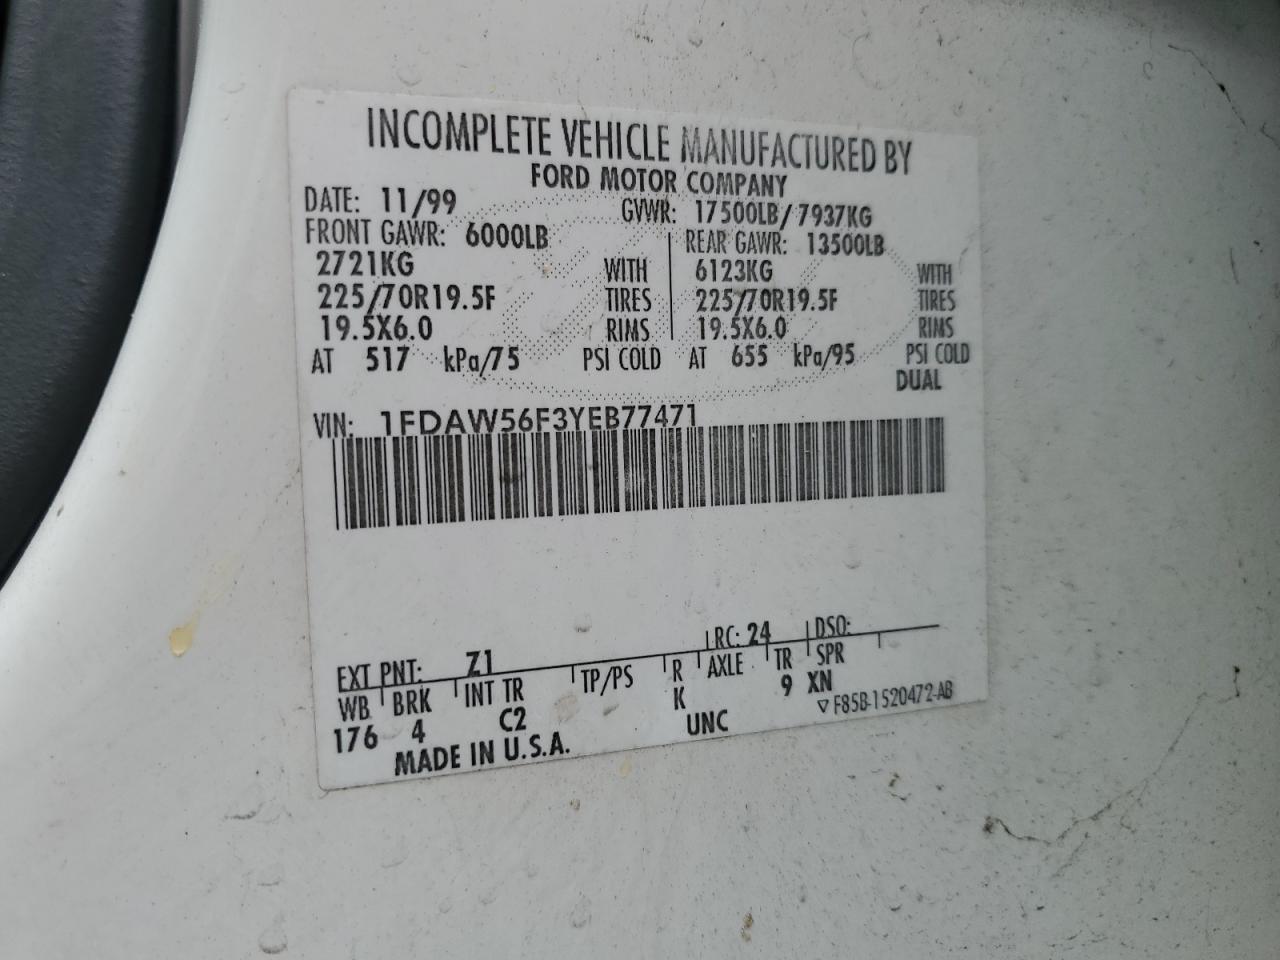 INCOMPLETE VEHICLE MANUFACTURED BY
FORD MOTOR COMPANY
DATE: 11/99 GVWR: 17500LB/7937KG
FRONT GAWR: 6000LB REAR GAWR: 13500LB
2721KG WITH 6123KG WITH
225/70R19.5F TIRES 225/70R19.5F TIRES
19.5X6.0 RIMS 19.5X6.0 RIMS
AT 517 kPa/75 PSI COLD AT 655 kPa/95 PSI COLD
DUAL
VIN: 1FDAW56F3YEB77471
EXT PNT: Z1 RC: 24 DSO:
WB BRK INT TR TP/PS R AXLE TR SPR
176 4 C2 K UNC 9 XN
MADE IN U.S.A. ▽ F85B-1520472-AB